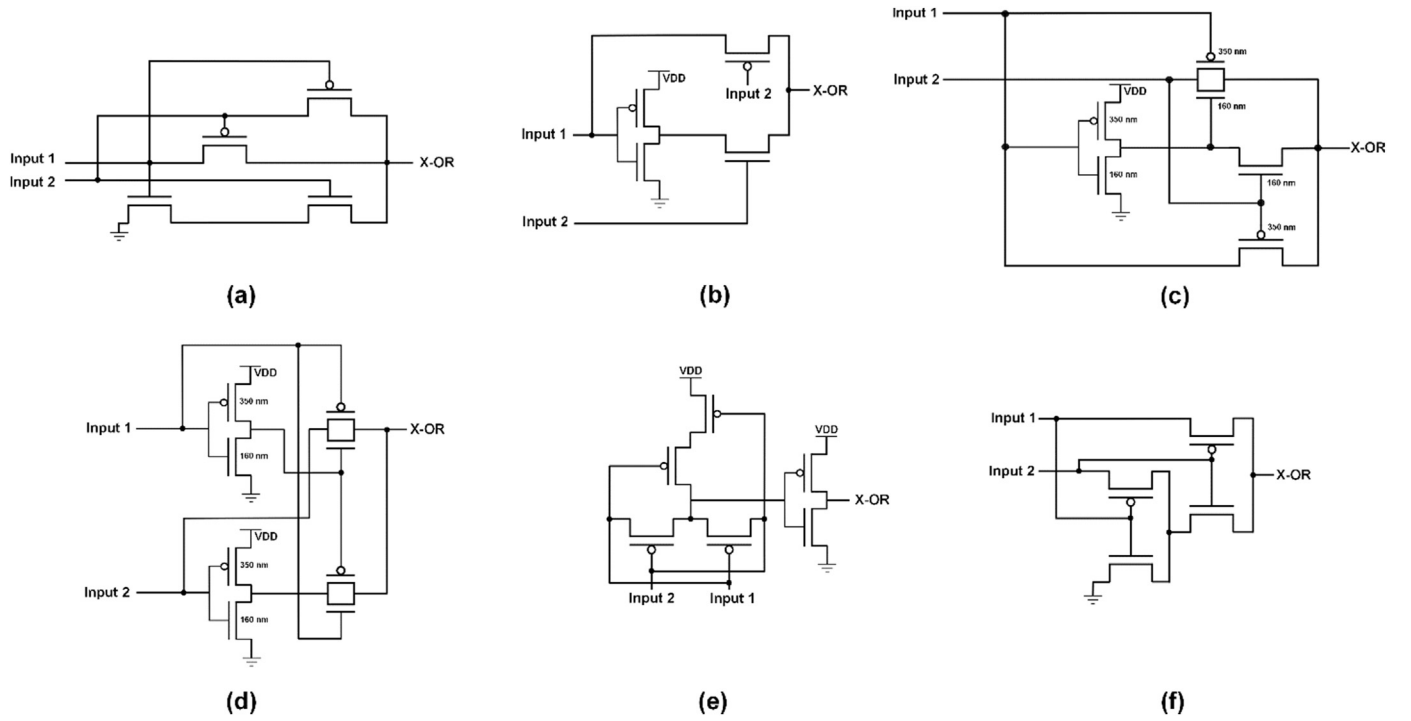 Input 1
Input 2
X-OR
(a)
VDD
Input 2
X-OR
Input 1
Input 2
(b)
Input 1
350 nm
Input 2
VDD
160 nm
350 nm
X-OR
160 nm
160 nm
350 nm
(c)
VDD
350 nm
Input 1
X-OR
160 nm
VDD
350 nm
Input 2
160 nm
(d)
VDD
VDD
X-OR
Input 2
Input 1
(e)
Input 1
Input 2
X-OR
(f)